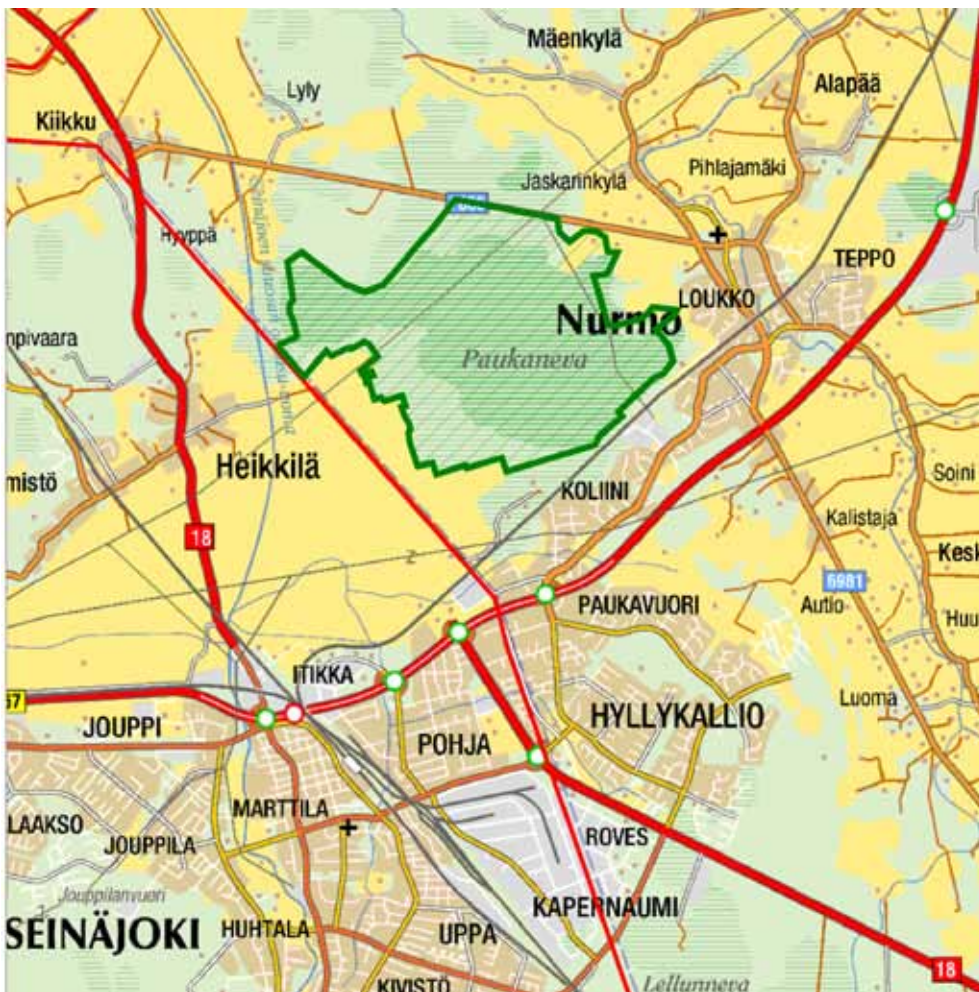 Mäenkylä
Alapää
Lyly
Kiikku
Pihlajamäki
Jaskarinkylä
Hyyppä
TEPPO
LOUKKO
Nurmo
npivaara
Paukaneva
Heikkilä
mistö
KOLIINI
Soini
Kalistaja
18
Kesk
6981
PAUKAVUORI
Autio
Huu
ITIKKA
67
JOUPPI
HYLLYKALLIO
Luoma
POHJA
MARTTILA
LAAKSO
JOUPPILA
ROVES
Jouppilanvuori
KAPERNAUMI
SEINÄJOKI
HUHTALA
UPPA
18
KIVISTÖ
Lellunneva